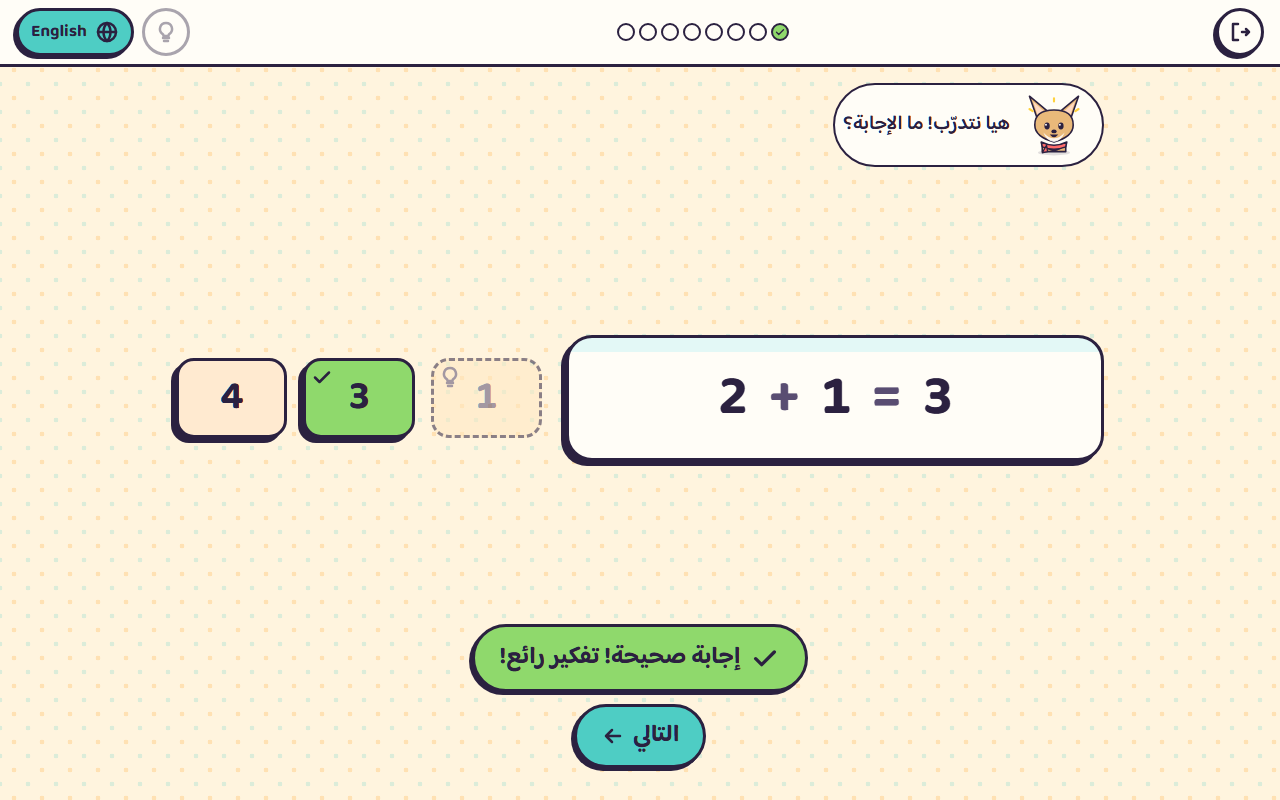 English
هيا نتدرّب! ما الإجابة؟
2 + 1 = 3
1
3
4
إجابة صحيحة! تفكير رائع!
التالي